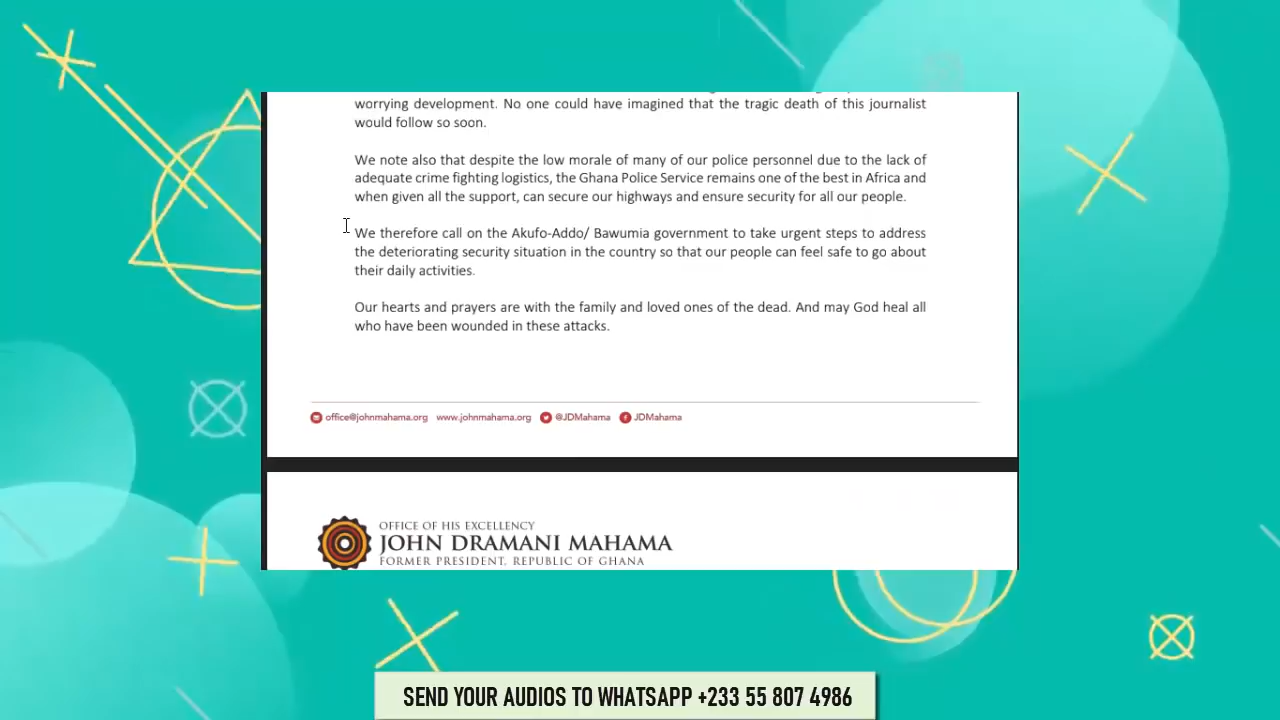 worrying development. No one could have imagined that the tragic death of this journalist
would follow so soon.
We note also that despite the low morale of many of our police personnel due to the lack of
adequate crime fighting logistics, the Ghana Police Service remains one of the best in Africa and
when given all the support, can secure our highways and ensure security for all our people.
We therefore call on the Akufo-Addo/ Bawumia government to take urgent steps to address
the deteriorating security situation in the country so that our people can feel safe to go about
their daily activities.
Our hearts and prayers are with the family and loved ones of the dead. And may God heal all
who have been wounded in these attacks.
office@johnmahama.org www.johnmahama.org @JDMahama JDMahama
OFFICE OF HIS EXCELLENCY
JOHN DRAMANI MAHAMA
FORMER PRESIDENT, REPUBLIC OF GHANA
SEND YOUR AUDIOS TO WHATSAPP +233 55 807 4986